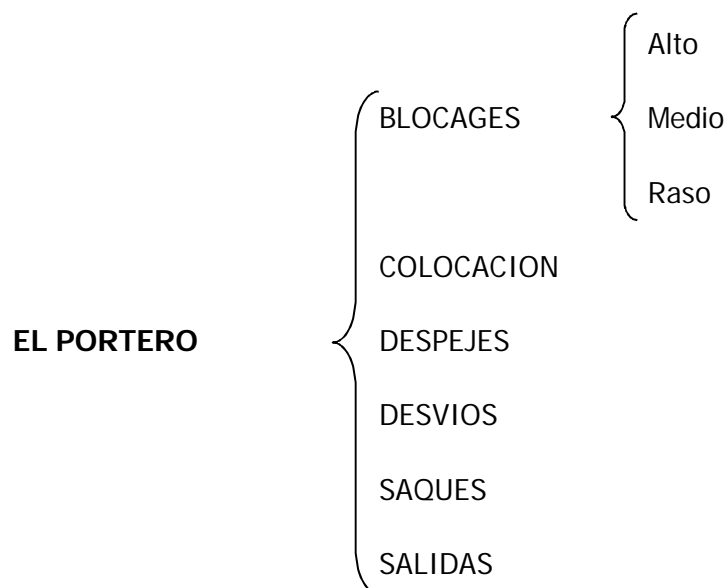 Alto
BLOCAGES Medio
Raso
COLOCACION
EL PORTERO DESPEJES
DESVIOS
SAQUES
SALIDAS